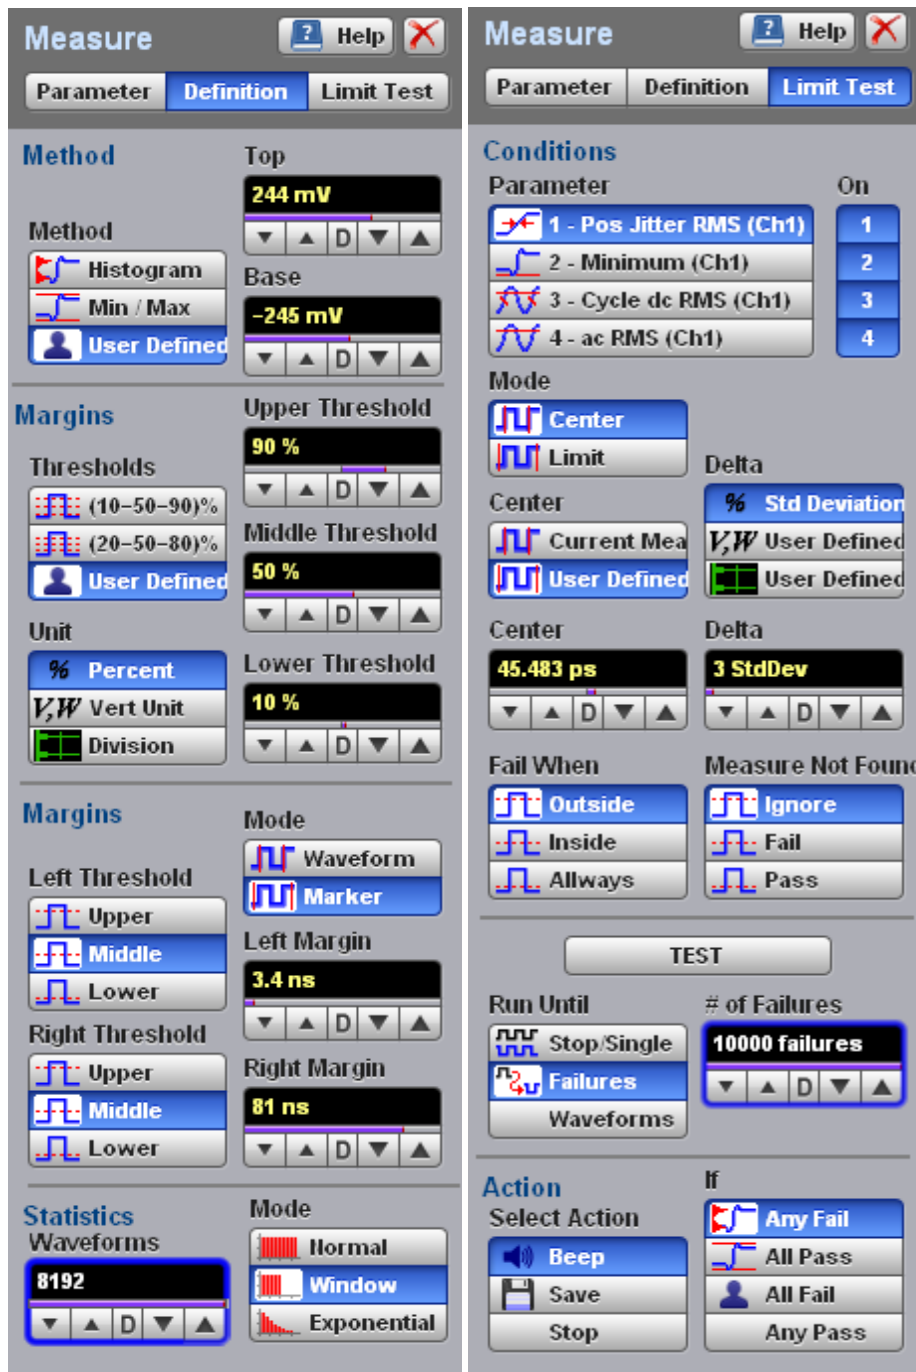 Measure
Help
Parameter
Definition
Limit Test
Method
Top
244 mV
D
Method
Histogram
Min / Max
User Defined
Base
-245 mV
D
Margins
Upper Threshold
90 %
D
Thresholds
(10-50-90)%
(20-50-80)%
User Defined
Middle Threshold
50 %
D
Unit
% Percent
V,W Vert Unit
Division
Lower Threshold
10 %
D
Margins
Mode
Waveform
Marker
Left Threshold
Upper
Middle
Lower
Left Margin
3.4 ns
D
Right Threshold
Upper
Middle
Lower
Right Margin
81 ns
D
Statistics
Waveforms
8192
D
Mode
Normal
Window
Exponential
Measure
Help
Parameter
Definition
Limit Test
Conditions
Parameter
On
1 - Pos Jitter RMS (Ch1)
1
2 - Minimum (Ch1)
2
3 - Cycle dc RMS (Ch1)
3
4 - ac RMS (Ch1)
4
Mode
Center
Limit
Center
Current Mea
User Defined
Delta
% Std Deviation
V,W User Defined
User Defined
Center
45.483 ps
D
Delta
3 StdDev
D
Fail When
Outside
Inside
Allways
Measure Not Found
Ignore
Fail
Pass
TEST
Run Until
Stop/Single
Failures
Waveforms
# of Failures
10000 failures
D
Action
Select Action
Beep
Save
Stop
If
Any Fail
All Pass
All Fail
Any Pass